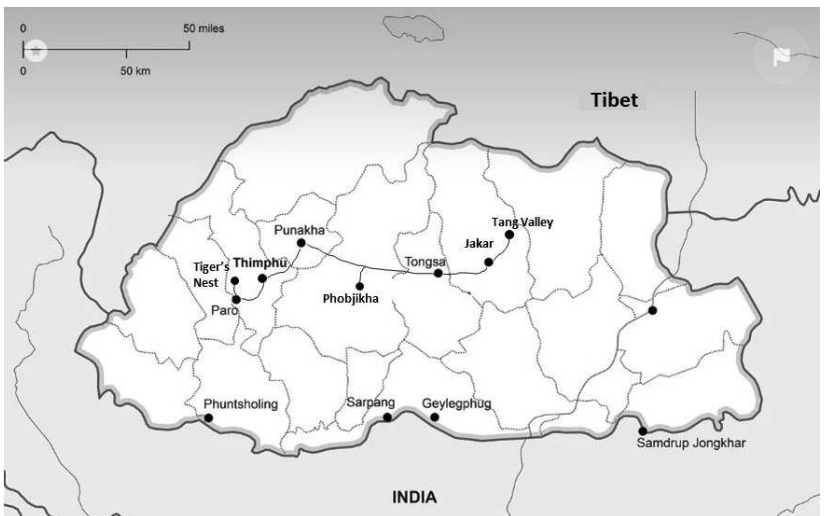 0 50 miles
0 50 km
Tibet
Punakha
Tang Valley
Jakar
Tiger's
Nest
Thimphu
Tongsa
Paro
Phobjikha
Phuntsholing
Sarpang
Geylegphug
Samdrup Jongkhar
INDIA